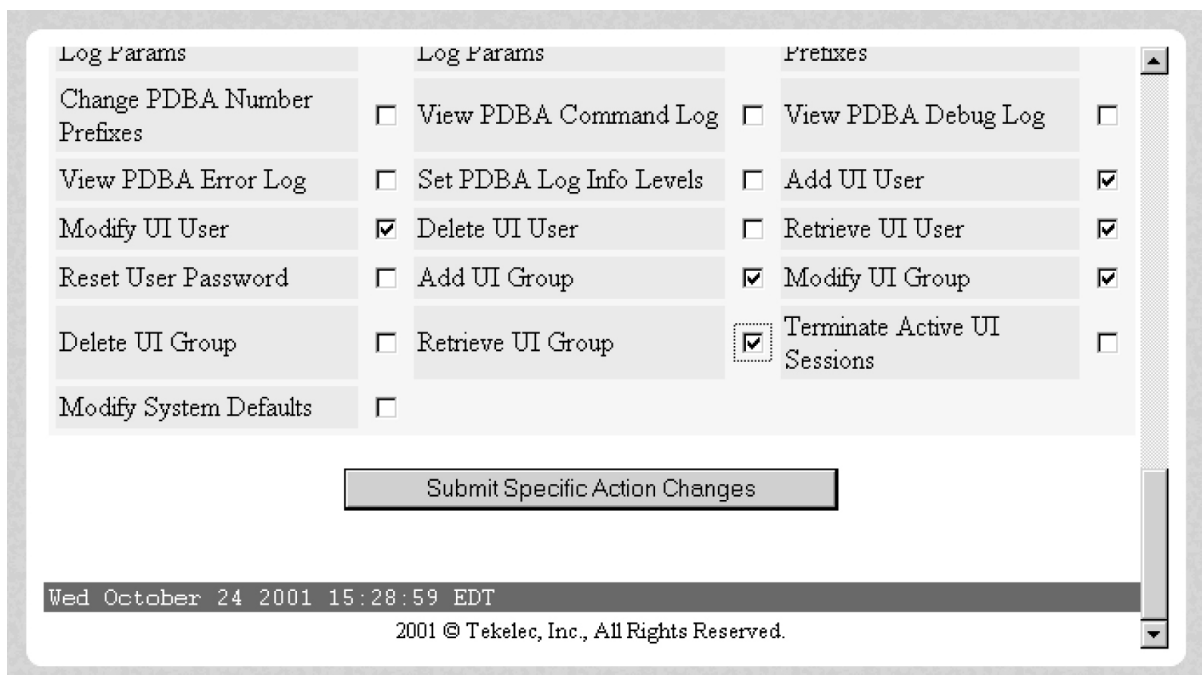 Log Params Log Params Prefixes
Change PDBA Number
Prefixes
View PDBA Command Log
View PDBA Debug Log
View PDBA Error Log
Set PDBA Log Info Levels
Add UI User
Modify UI User
Delete UI User
Retrieve UI User
Reset User Password
Add UI Group
Modify UI Group
Delete UI Group
Retrieve UI Group
Terminate Active UI
Sessions
Modify System Defaults
Submit Specific Action Changes
Wed October 24 2001 15:28:59 EDT
2001 © Tekelec, Inc., All Rights Reserved.